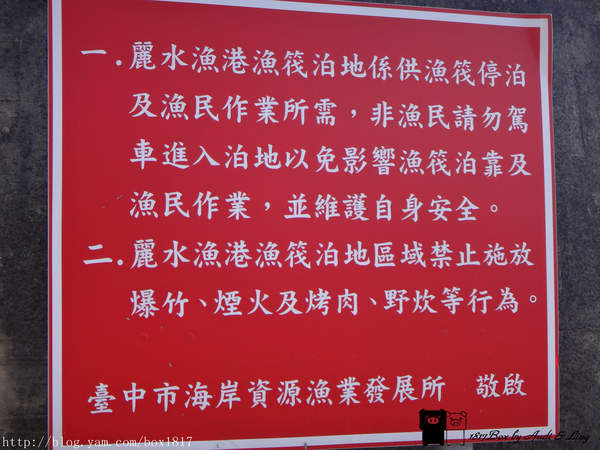 一.麗水漁港漁筏泊地係供漁筏停泊
及漁民作業所需，非漁民請勿駕
車進入泊地以免影響漁筏泊靠及
漁民作業，並維護自身安全。
二.麗水漁港漁筏泊地區域禁止施放
爆竹、煙火及烤肉、野炊等行為。
臺中市海岸資源漁業發展所 敬啟
1817Box by Audi & Ling
http://blog.yam.com/box1817